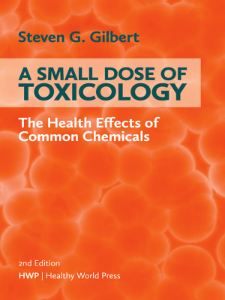 Steven G. Gilbert
A SMALL DOSE OF
TOXICOLOGY
The Health Effects of
Common Chemicals
2nd Edition
HWP | Healthy World Press